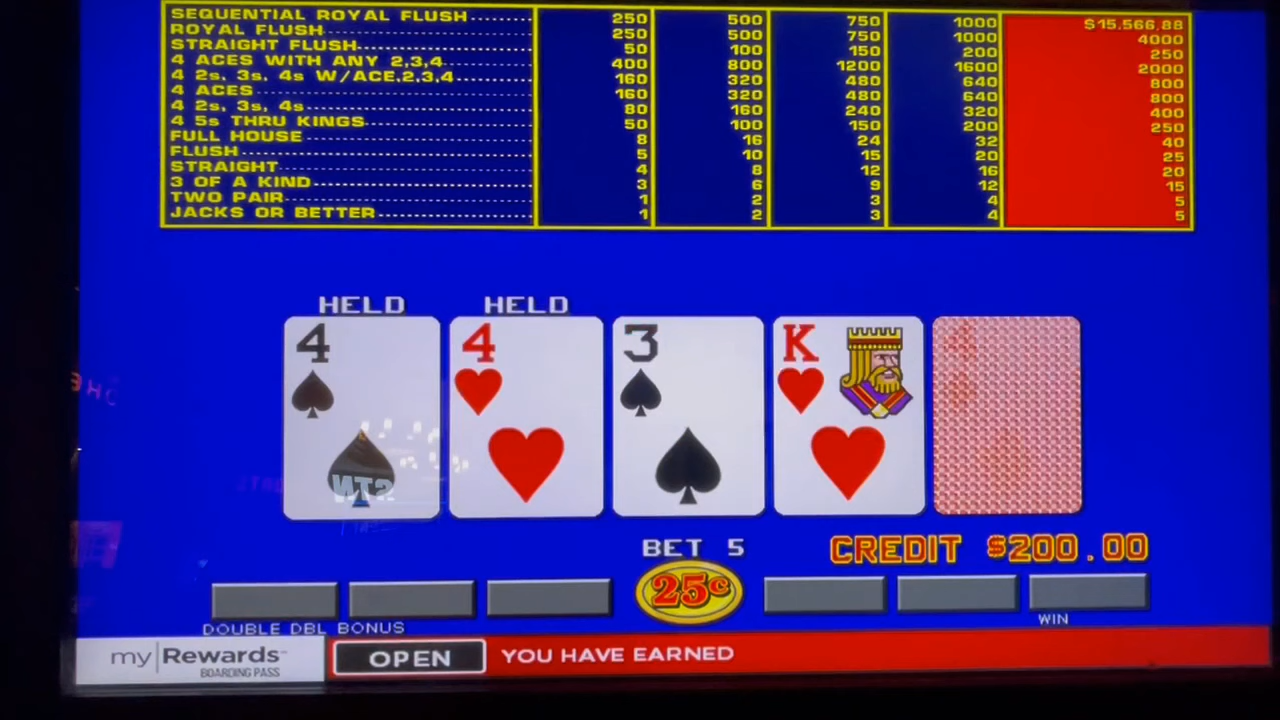 SEQUENTIAL ROYAL FLUSH 250 500 750 1000 $15,566.88
ROYAL FLUSH 250 500 750 1000 4000
STRAIGHT FLUSH 50 100 150 200 250
4 ACES WITH ANY 2,3,4 400 800 1200 1600 2000
4 2s, 3s, 4s W/ACE,2,3,4 160 320 480 640 800
4 ACES 160 320 480 640 800
4 2s, 3s, 4s 80 160 240 320 400
4 5s THRU KINGS 50 100 150 200 250
FULL HOUSE 8 16 24 32 40
FLUSH 5 10 15 20 25
STRAIGHT 4 8 12 16 20
3 OF A KIND 3 6 9 12 15
TWO PAIR 1 2 3 4 5
JACKS OR BETTER 1 2 3 4 5
HELD HELD
4 4 3 K
BET 5 CREDIT $200.00
25¢
DOUBLE DBL BONUS WIN
my|Rewards™ OPEN YOU HAVE EARNED
BOARDING PASS